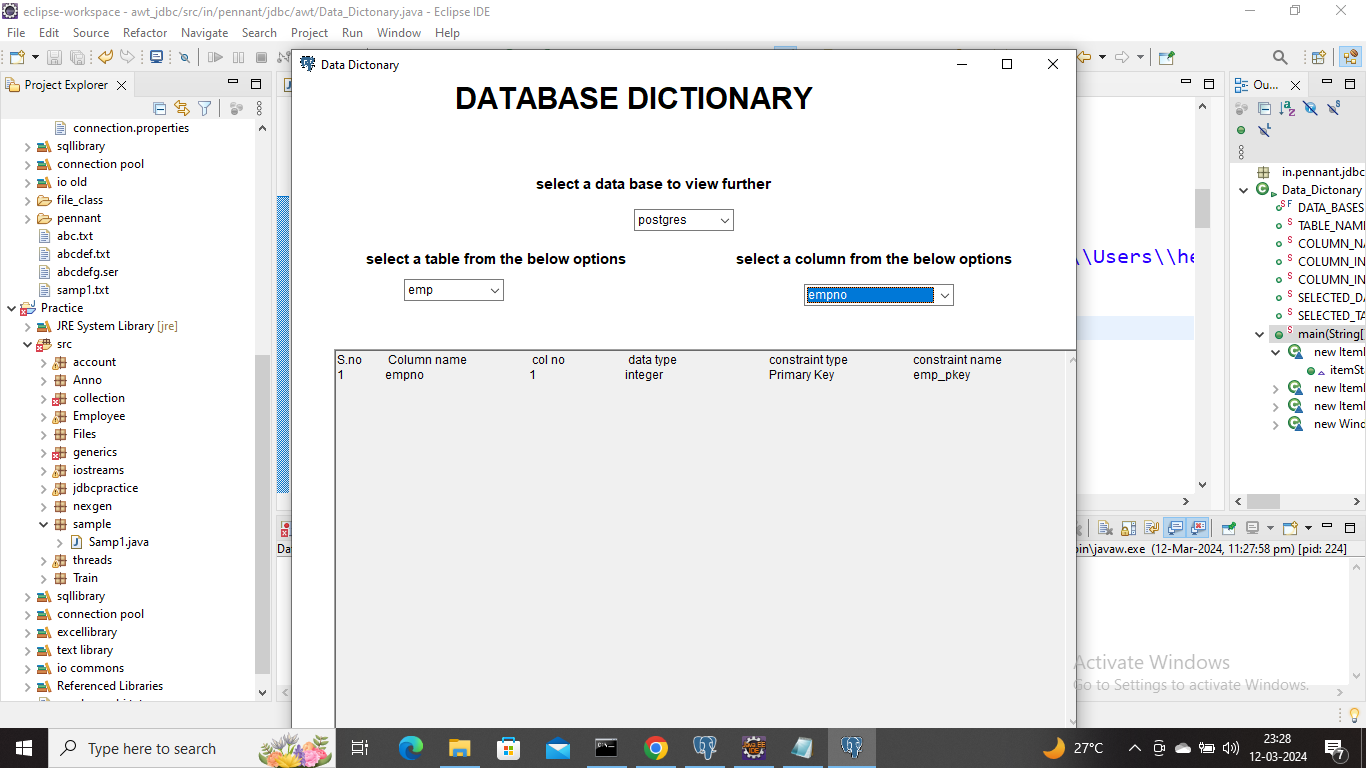 eclipse-workspace - awt_jdbc/src/in/pennant/jdbc/awt/Data_Dictonary.java - Eclipse IDE
File Edit Source Refactor Navigate Search Project Run Window Help
Project Explorer
connection.properties
sqllibrary
connection pool
io old
file_class
pennant
abc.txt
abcdef.txt
abcdefg.ser
samp1.txt
Practice
JRE System Library [jre]
src
account
Anno
collection
Employee
Files
generics
iostreams
jdbcpractice
nexgen
sample
Samp1.java
threads
Train
sqllibrary
connection pool
excellibrary
text library
io commons
Referenced Libraries
Data Dictonary
DATABASE DICTIONARY
select a data base to view further
postgres
select a table from the below options
select a column from the below options
emp
empno
S.no Column name col no data type constraint type constraint name
1 empno 1 integer Primary Key emp_pkey
\\Users\\he
Da
bin\javaw.exe (12-Mar-2024, 11:27:58 pm) [pid: 224]
Ou...
in.pennant.jdbc
Data_Dictonary
DATA_BASES
TABLE_NAM
COLUMN_NA
COLUMN_IN
COLUMN_IN
SELECTED_DA
SELECTED_TA
main(String[
new ItemL
itemSt
new ItemL
new ItemL
new Wind
Activate Windows
Go to Settings to activate Windows.
Type here to search
27°C
23:28
12-03-2024
7